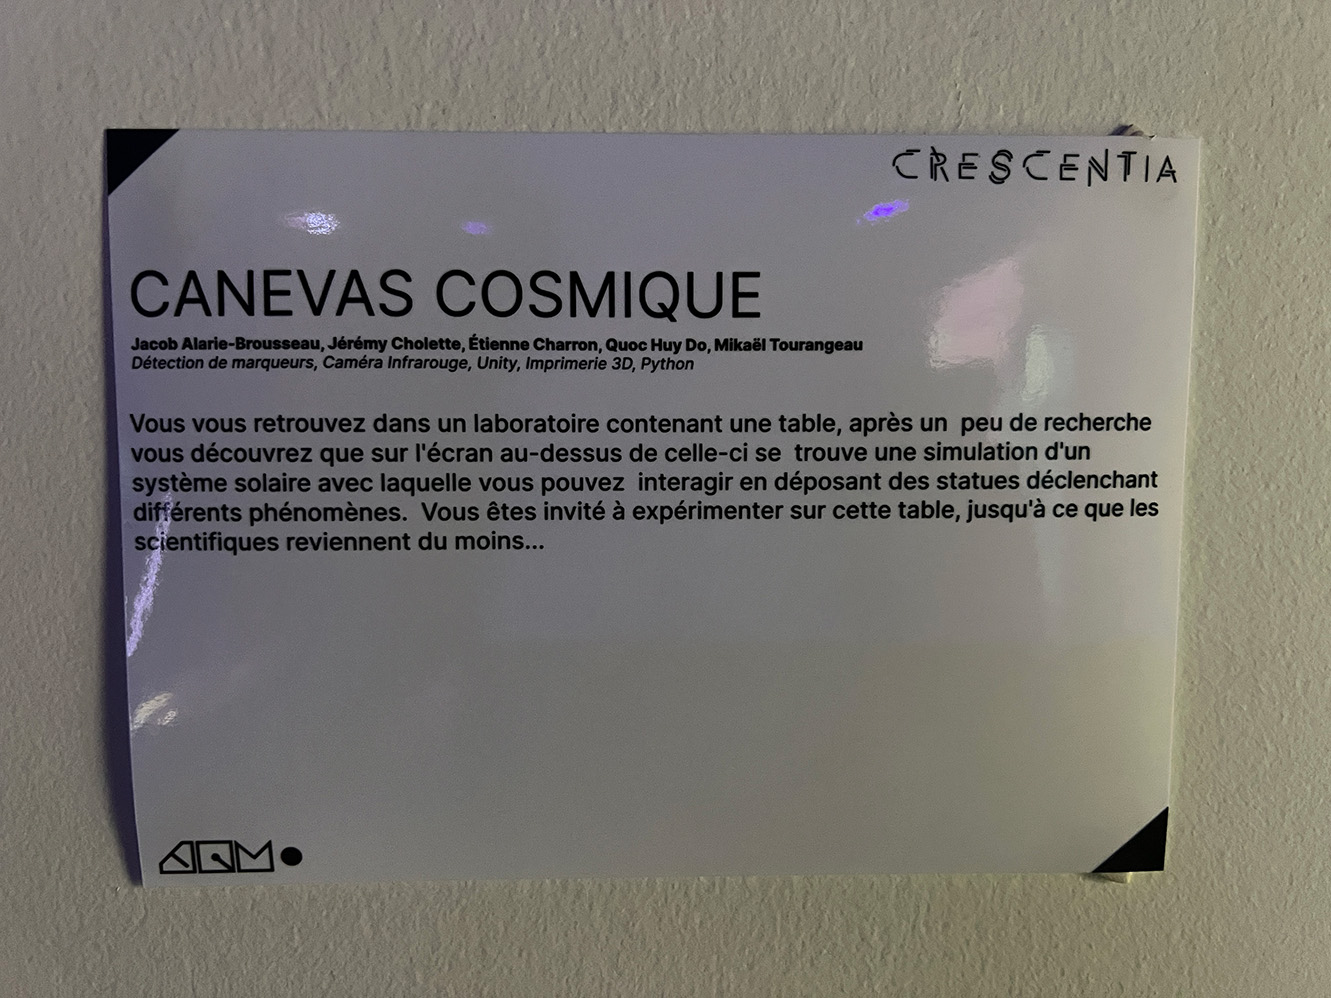 CRESCENTIA
CANEVAS COSMIQUE
Jacob Alarie-Brousseau, Jérémy Cholette, Étienne Charron, Quoc Huy Do, Mikaël Tourangeau
Détection de marqueurs, Caméra Infrarouge, Unity, Imprimerie 3D, Python
Vous vous retrouvez dans un laboratoire contenant une table, après un  peu de recherche
vous découvrez que sur l'écran au-dessus de celle-ci se  trouve une simulation d'un
système solaire avec laquelle vous pouvez  interagir en déposant des statues déclenchant
différents phénomènes.  Vous êtes invité à expérimenter sur cette table, jusqu'à ce que les
scientifiques reviennent du moins...
AQM